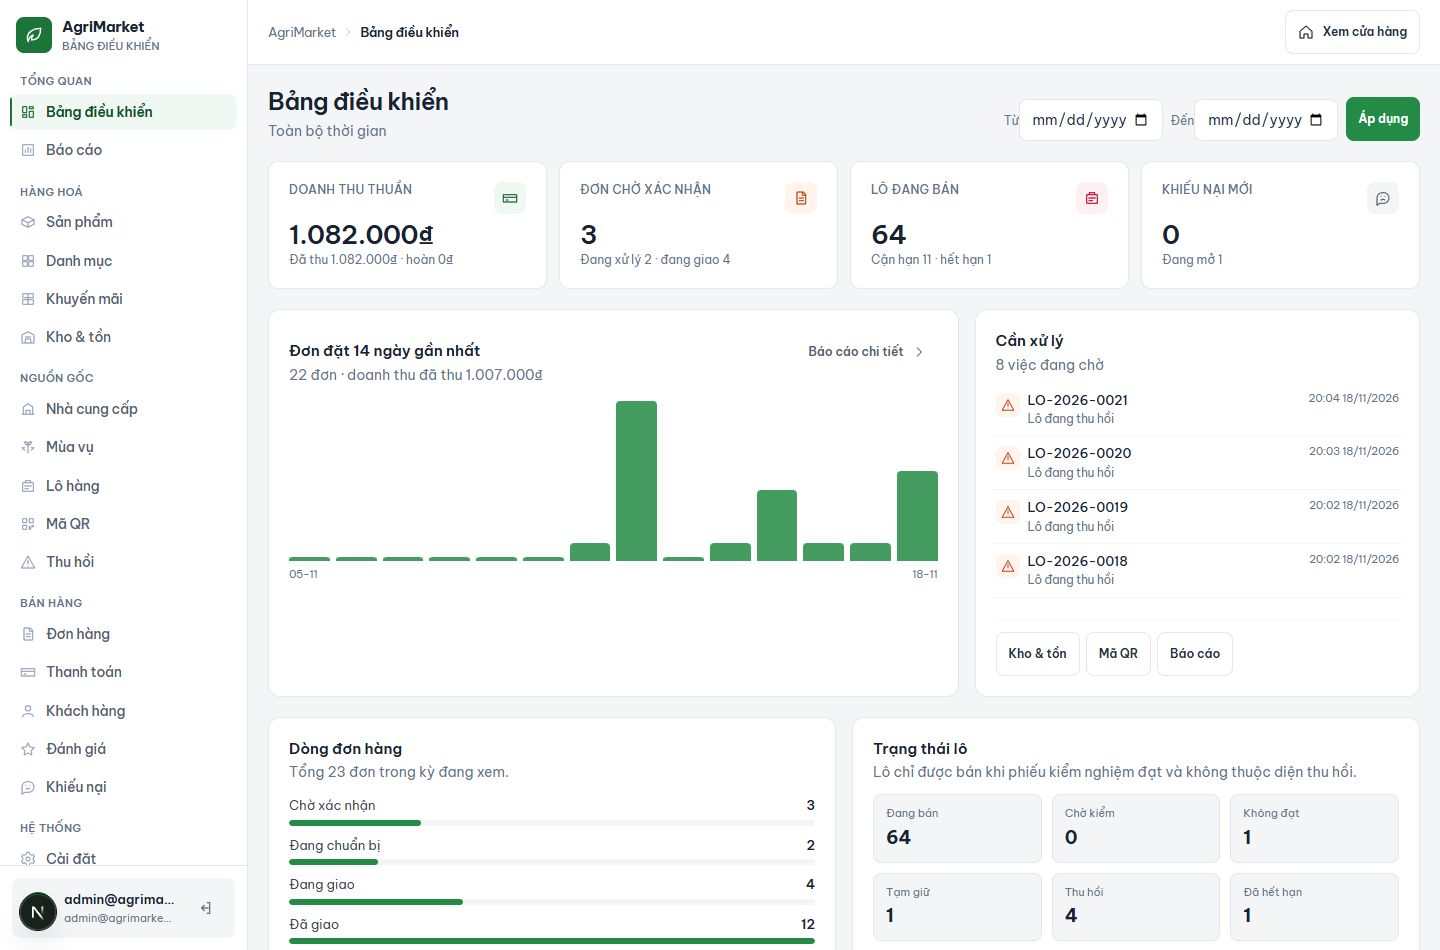 AgriMarket
BẢNG ĐIỀU KHIỂN
TỔNG QUAN
Bảng điều khiển
Báo cáo
HÀNG HOÁ
Sản phẩm
Danh mục
Khuyến mãi
Kho & tồn
NGUỒN GỐC
Nhà cung cấp
Mùa vụ
Lô hàng
Mã QR
Thu hồi
BÁN HÀNG
Đơn hàng
Thanh toán
Khách hàng
Đánh giá
Khiếu nại
HỆ THỐNG
Cài đặt
N
admin@agrima...
admin@agrimarke...
AgriMarket
Bảng điều khiển
Xem cửa hàng
Bảng điều khiển
Toàn bộ thời gian
Từ
mm/dd/yyyy
Đến
mm/dd/yyyy
Áp dụng
DOANH THU THUẦN
1.082.000₫
Đã thu 1.082.000₫ · hoàn 0₫
ĐƠN CHỜ XÁC NHẬN
3
Đang xử lý 2 · đang giao 4
LÔ ĐANG BÁN
64
Cận hạn 11 · hết hạn 1
KHIẾU NẠI MỚI
0
Đang mở 1
Đơn đặt 14 ngày gần nhất
22 đơn · doanh thu đã thu 1.007.000₫
Báo cáo chi tiết
05-11
18-11
Cần xử lý
8 việc đang chờ
LO-2026-0021
20:04 18/11/2026
Lô đang thu hồi
LO-2026-0020
20:03 18/11/2026
Lô đang thu hồi
LO-2026-0019
20:02 18/11/2026
Lô đang thu hồi
LO-2026-0018
20:02 18/11/2026
Lô đang thu hồi
Kho & tồn
Mã QR
Báo cáo
Dòng đơn hàng
Tổng 23 đơn trong kỳ đang xem.
Chờ xác nhận
3
Đang chuẩn bị
2
Đang giao
4
Đã giao
12
Trạng thái lô
Lô chỉ được bán khi phiếu kiểm nghiệm đạt và không thuộc diện thu hồi.
Đang bán
64
Chờ kiểm
0
Không đạt
1
Tạm giữ
1
Thu hồi
4
Đã hết hạn
1